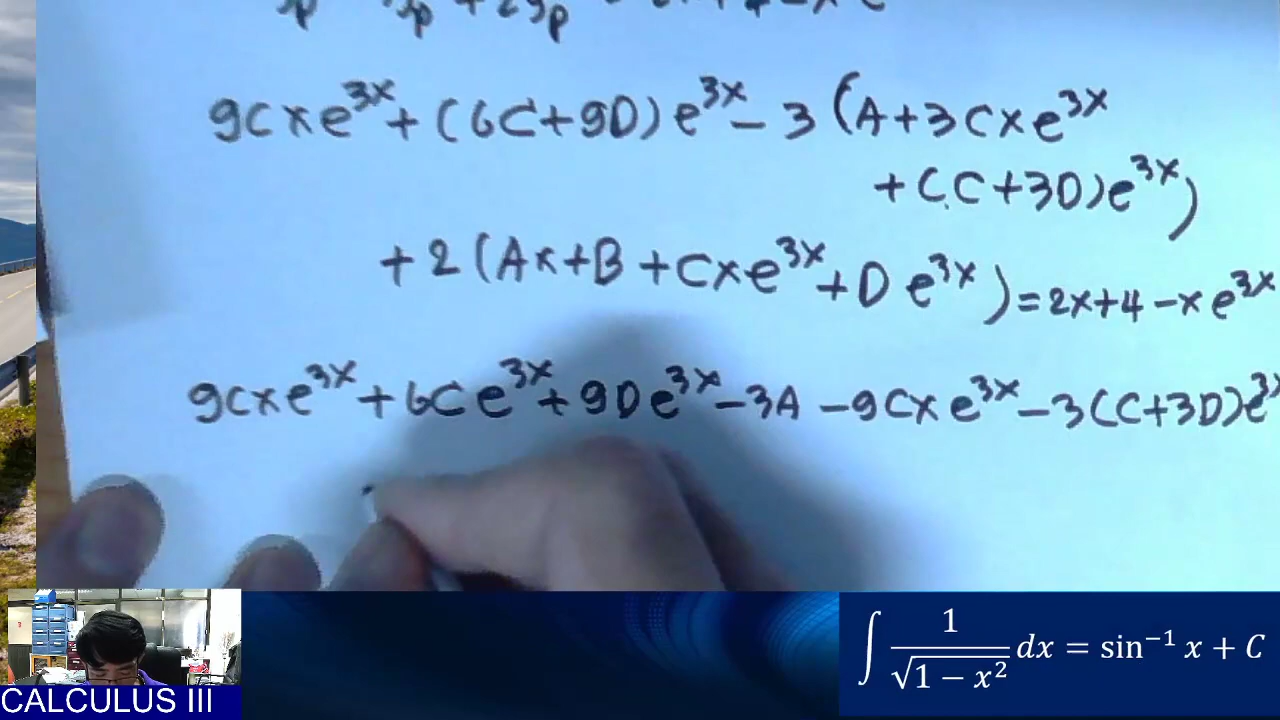 9Cxe^{3x} + (6C+9D)e^{3x} - 3(A+3Cxe^{3x}
+(C+3D)e^{3x})
+2(Ax+B+Cxe^{3x}+De^{3x})=2x+4-xe^{3x}
9Cxe^{3x}+6Ce^{3x}+9De^{3x}-3A-9Cxe^{3x}-3(C+3D)e^{3x}
∫ 1/√(1-x²) dx = sin⁻¹ x + C
CALCULUS III